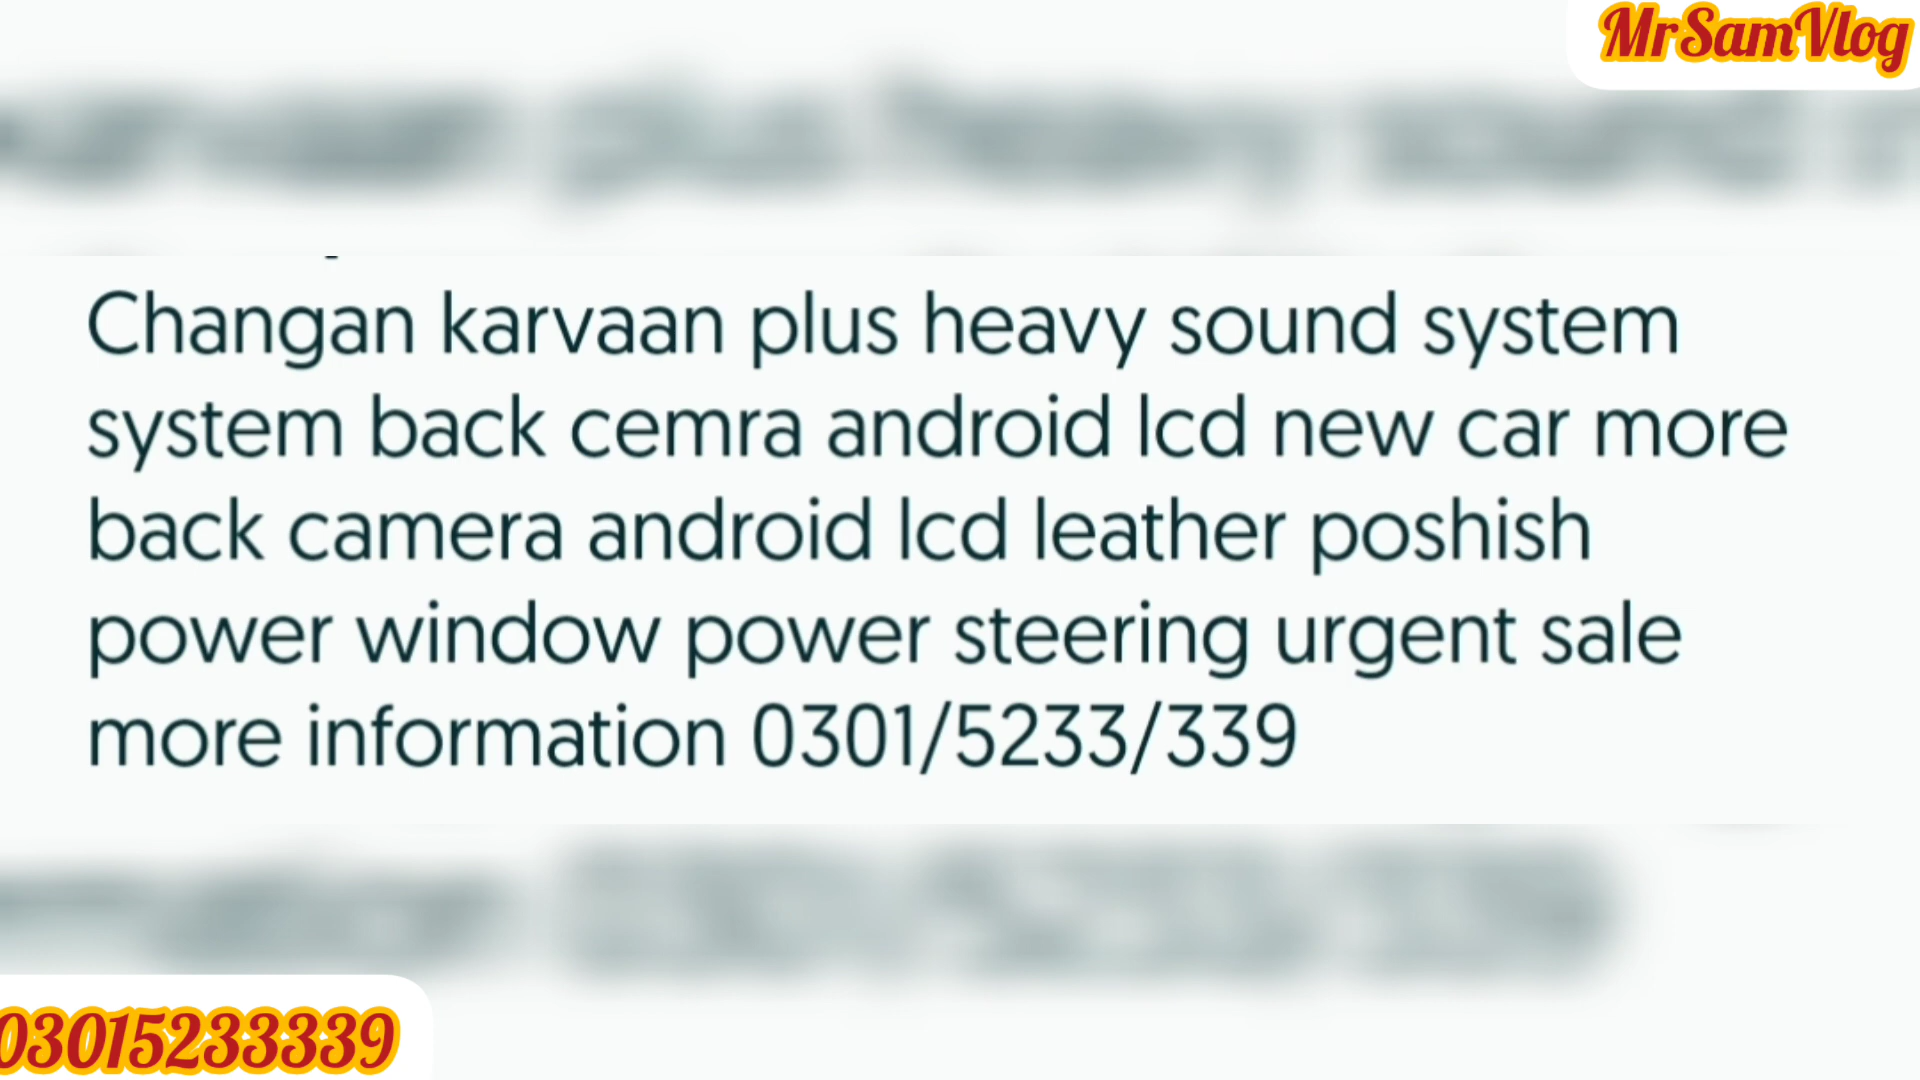 MrSamVlog
Changan karvaan plus heavy sound system
system back cemra android lcd new car more
back camera android lcd leather poshish
power window power steering urgent sale
more information 0301/5233/339
03015233339